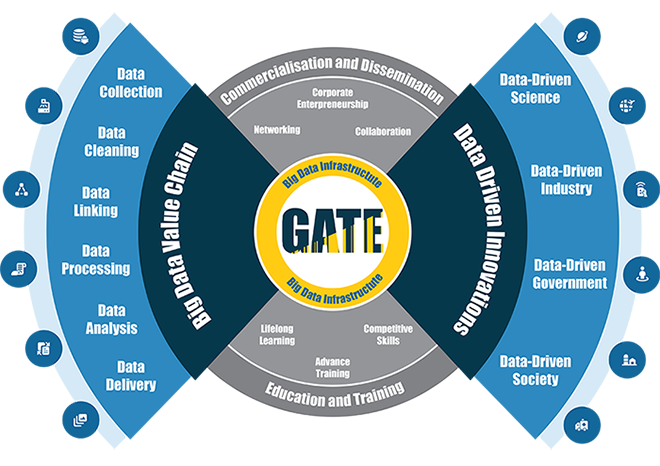 Commercialisation and Dissemination
Corporate
Enterpreneurship
Networking
Collaboration
Big Data Value Chain
Data
Collection
Data
Cleaning
Data
Linking
Data
Processing
Data
Analysis
Data
Delivery
Big Data Infrastructute
GATE
Big Data Infrastructute
Data Driven Innovations
Data-Driven
Science
Data-Driven
Industry
Data-Driven
Government
Data-Driven
Society
Lifelong
Learning
Competitive
Skills
Advance
Training
Education and Training